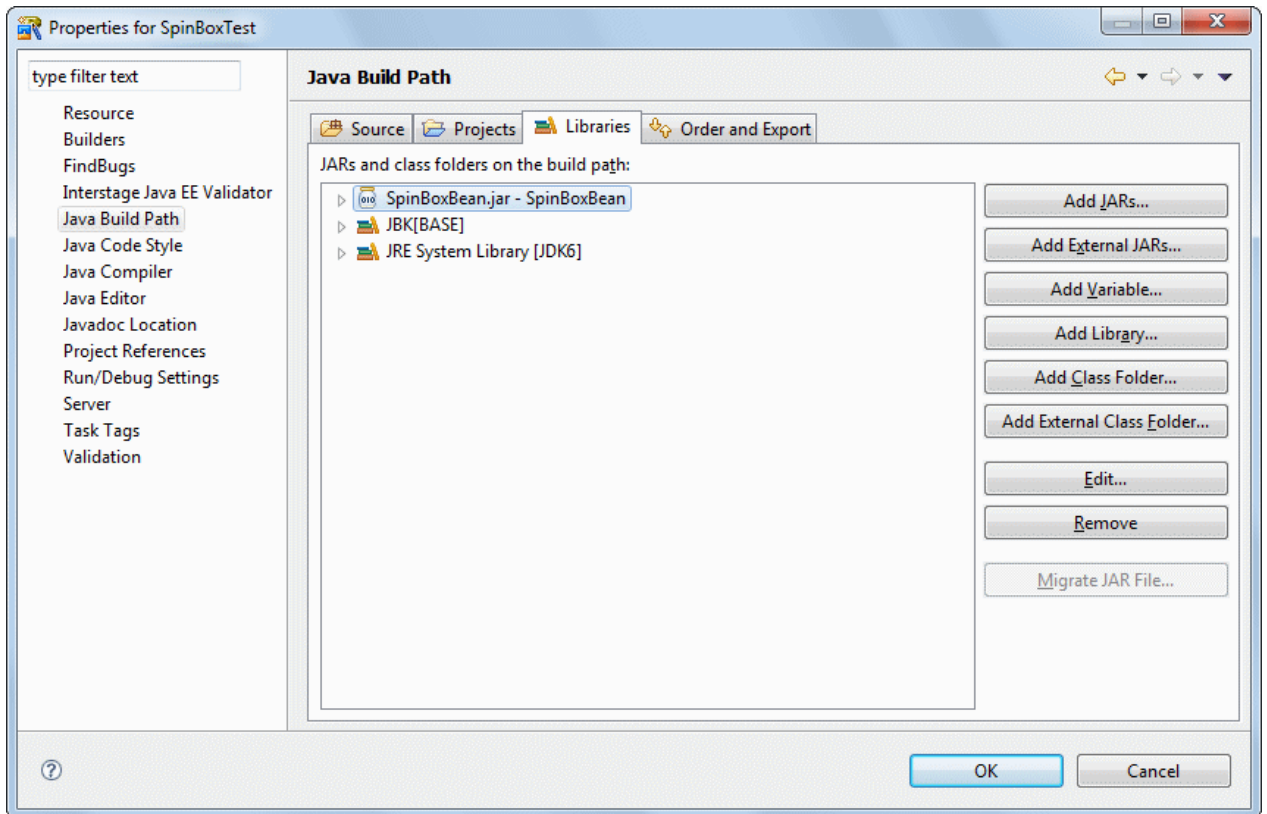 Properties for SpinBoxTest
type filter text
Resource
Builders
FindBugs
Interstage Java EE Validator
Java Build Path
Java Code Style
Java Compiler
Java Editor
Javadoc Location
Project References
Run/Debug Settings
Server
Task Tags
Validation
Java Build Path
Source
Projects
Libraries
Order and Export
JARs and class folders on the build path:
SpinBoxBean.jar - SpinBoxBean
JBK[BASE]
JRE System Library [JDK6]
Add JARs...
Add External JARs...
Add Variable...
Add Library...
Add Class Folder...
Add External Class Folder...
Edit...
Remove
Migrate JAR File...
OK
Cancel